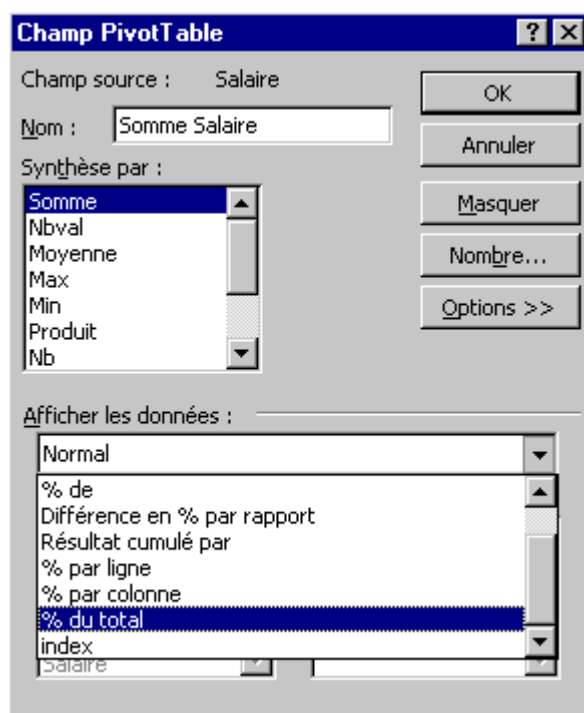 Champ PivotTable
Champ source : Salaire
OK
Nom : Somme Salaire
Annuler
Synthèse par :
Somme
Masquer
Nbval
Moyenne
Nombre...
Max
Min
Options >>
Produit
Nb
Afficher les données :
Normal
% de
Différence en % par rapport
Résultat cumulé par
% par ligne
% par colonne
% du total
index
Salaire